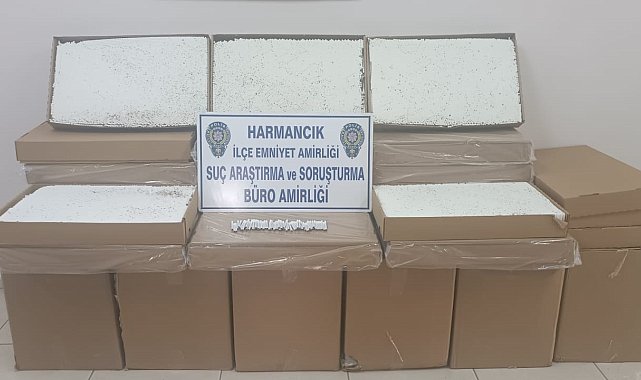 HARMANCIK
İLÇE EMNİYET AMİRLİĞİ
SUÇ ARAŞTIRMA ve SORUŞTURMA
BÜRO AMİRLİĞİ